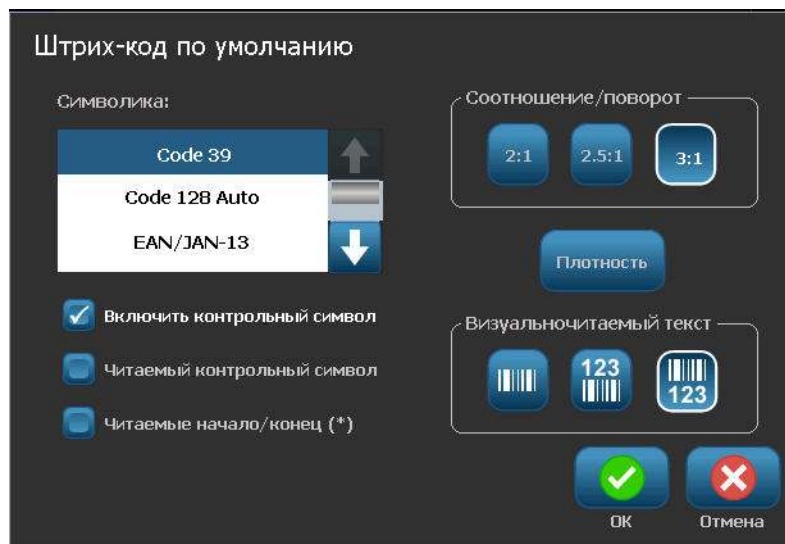 Штрих-код по умолчанию
Символика:
Code 39
Code 128 Auto
EAN/JAN-13
Включить контрольный символ
Читаемый контрольный символ
Читаемые начало/конец (*)
Соотношение/поворот
2:1 2.5:1 3:1
Плотность
Визуальночитаемый текст
123
123
ОК Отмена